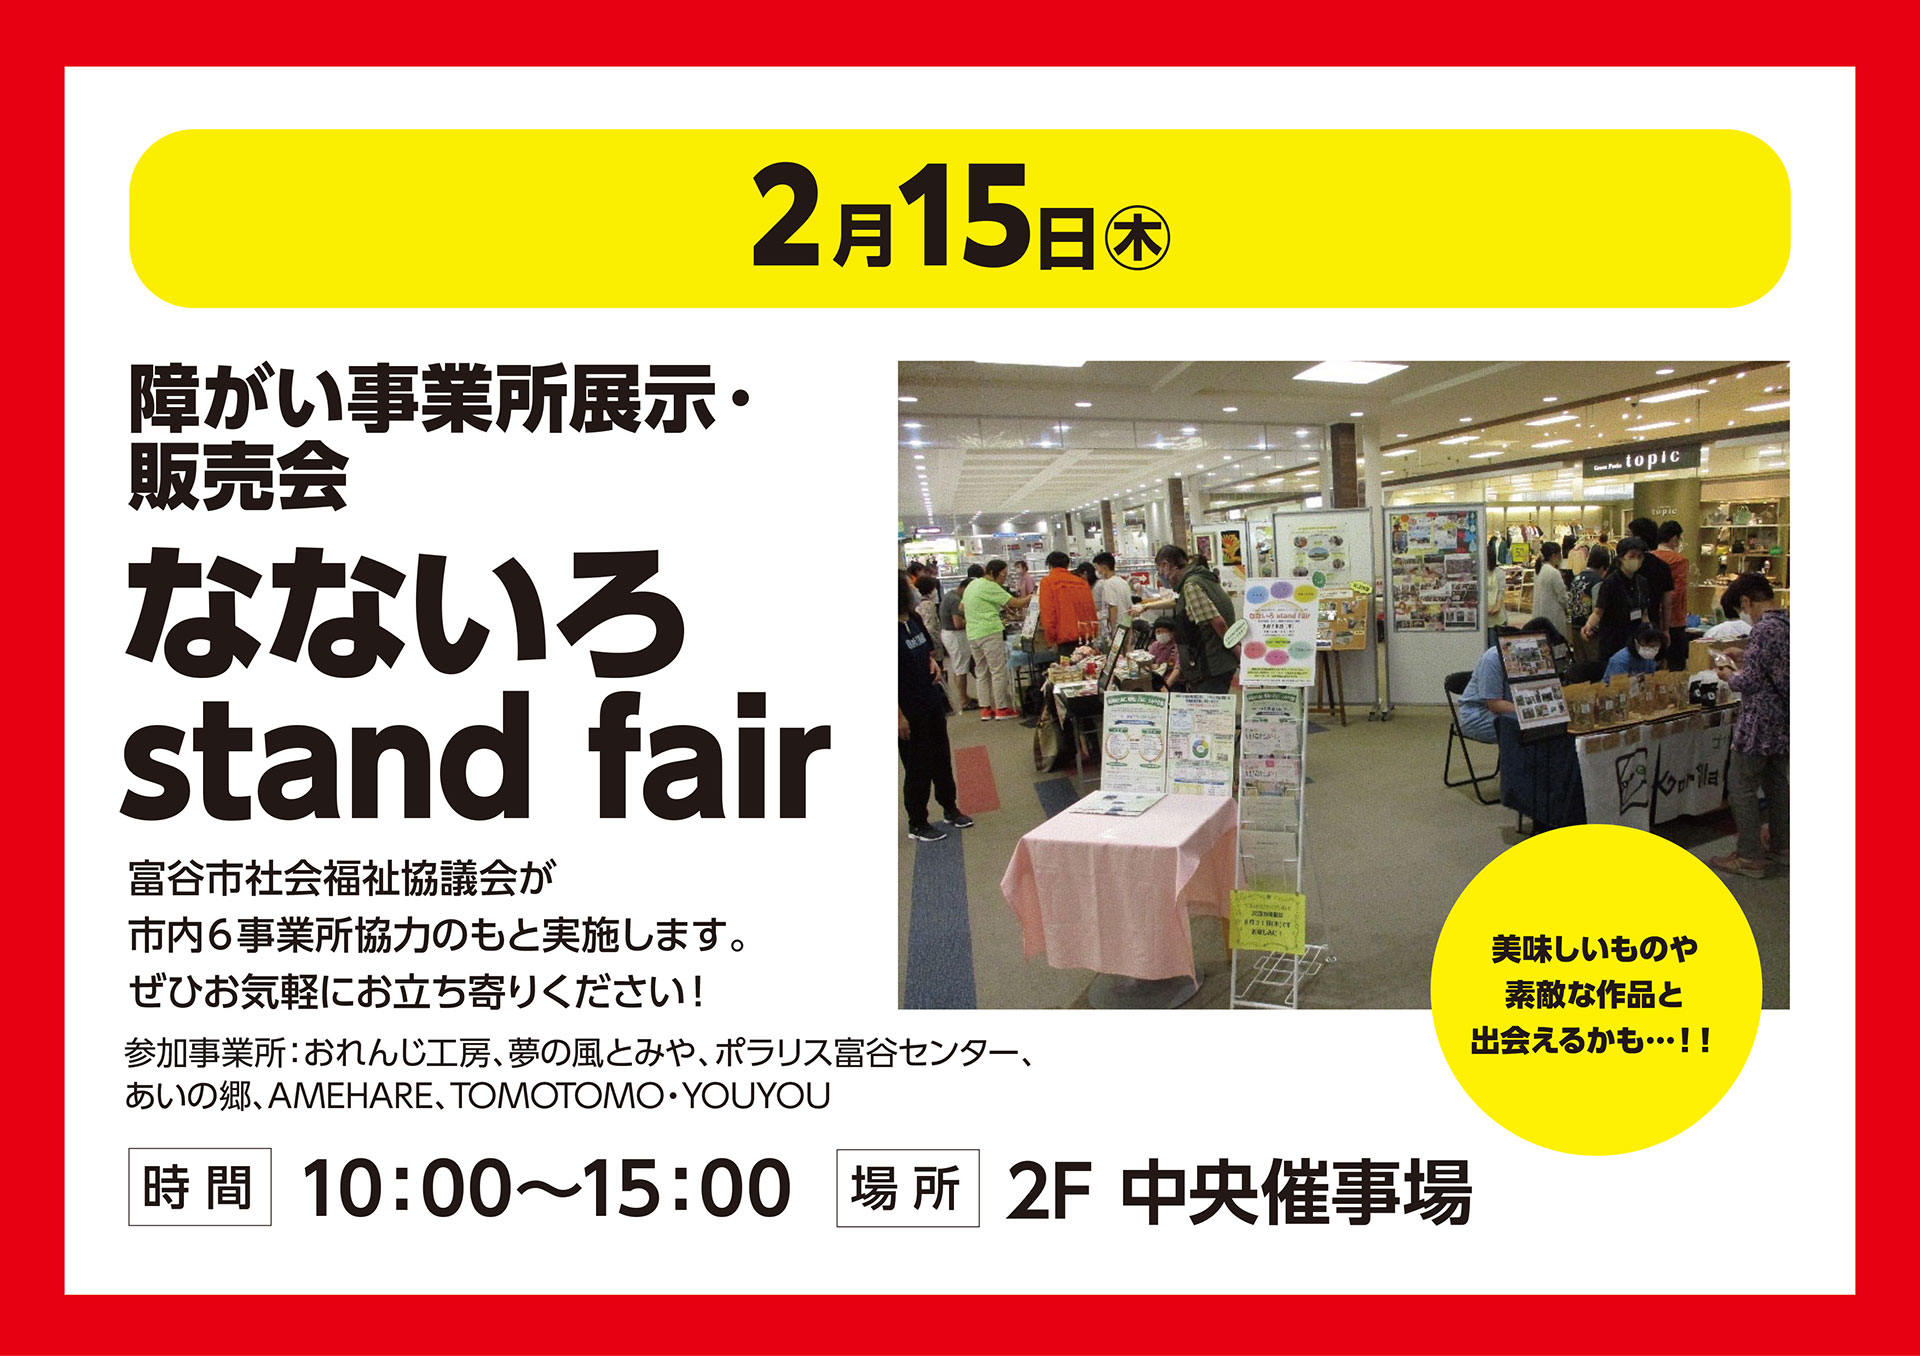 2月15日㊍
障がい事業所展示・
販売会
なないろ
stand fair
富谷市社会福祉協議会が
市内6事業所協力のもと実施します。
ぜひお気軽にお立ち寄りください！
参加事業所：おれんじ工房、夢の風とみや、ポラリス富谷センター、
あいの郷、AMEHARE、TOMOTOMO・YOUYOU
時間 10：00～15：00 場所 2F 中央催事場
topic
topic
なないろ stand fair
美味しいものや
素敵な作品と
出会えるかも…！！